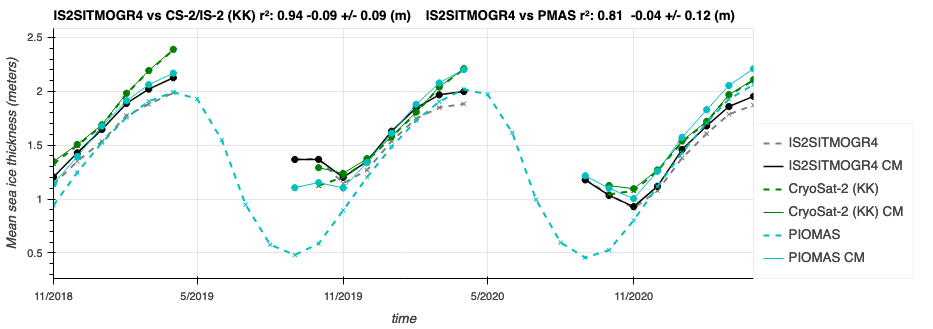 IS2SITMOGR4 vs CS-2/IS-2 (KK) r²: 0.94 -0.09 +/- 0.09 (m) IS2SITMOGR4 vs PMAS r²: 0.81 -0.04 +/- 0.12 (m)
Mean sea ice thickness (meters)
2.5
2
1.5
1
0.5
11/2018
5/2019
11/2019
5/2020
11/2020
time
IS2SITMOGR4
IS2SITMOGR4 CM
CryoSat-2 (KK)
CryoSat-2 (KK) CM
PIOMAS
PIOMAS CM